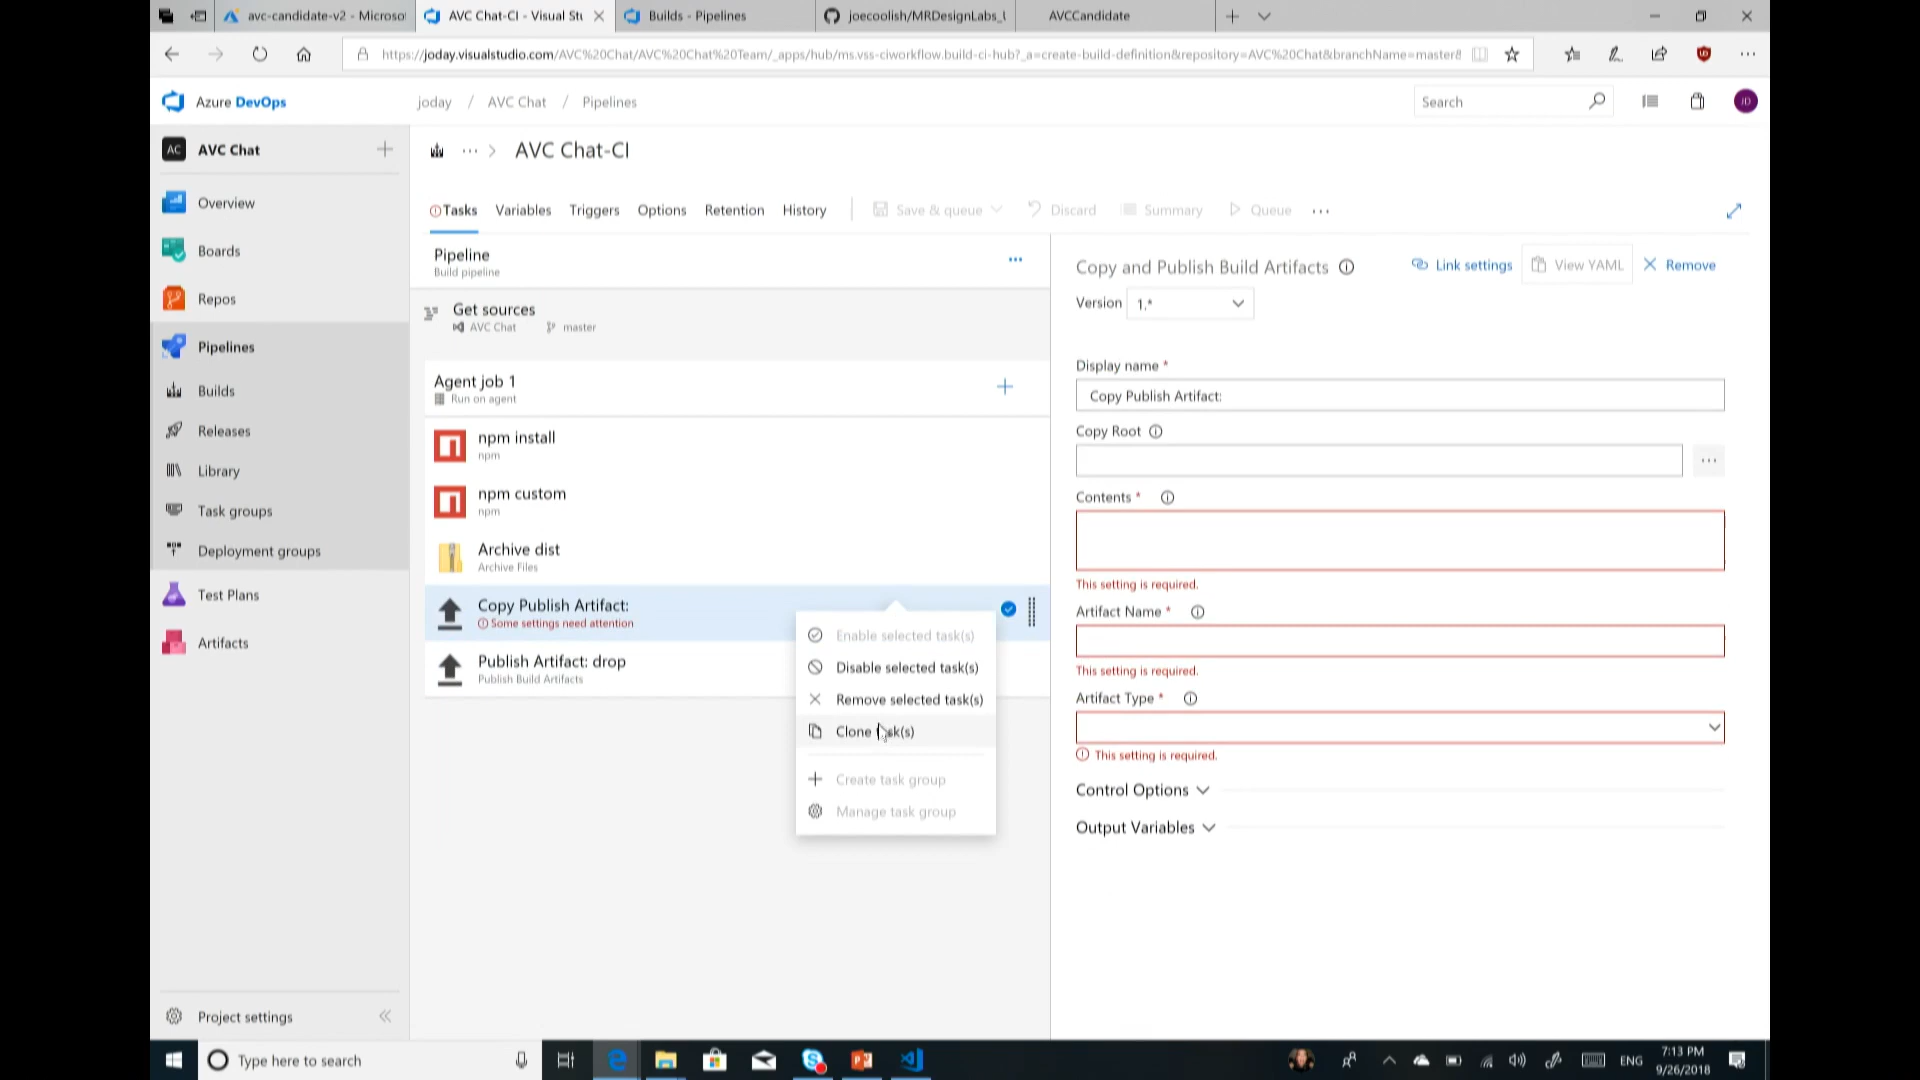 avc-candidate-v2 - Microso
AVC Chat-CI - Visual Stu
Builds - Pipelines
joecoolish/MRDesignLabs_U
AVCCandidate
https://joday.visualstudio.com/AVC%20Chat/AVC%20Chat%20Team/_apps/hub/ms.vss-ciworkflow.build-ci-hub?_a=create-build-definition&repository=AVC%20Chat&branchName=master&
Azure DevOps
joday / AVC Chat / Pipelines
Search
JD
AC AVC Chat
Overview
Boards
Repos
Pipelines
Builds
Releases
Library
Task groups
Deployment groups
Test Plans
Artifacts
Project settings
... > AVC Chat-CI
Tasks Variables Triggers Options Retention History
Save & queue Discard Summary Queue ...
Pipeline
Build pipeline
Get sources
AVC Chat master
Agent job 1
Run on agent
npm install
npm
npm custom
npm
Archive dist
Archive Files
Copy Publish Artifact:
Some settings need attention
Publish Artifact: drop
Publish Build Artifacts
Enable selected task(s)
Disable selected task(s)
Remove selected task(s)
Clone task(s)
Create task group
Manage task group
Copy and Publish Build Artifacts
Link settings View YAML Remove
Version 1.*
Display name *
Copy Publish Artifact:
Copy Root
Contents *
This setting is required.
Artifact Name *
This setting is required.
Artifact Type *
This setting is required.
Control Options
Output Variables
Type here to search
ENG
7:13 PM
9/26/2018